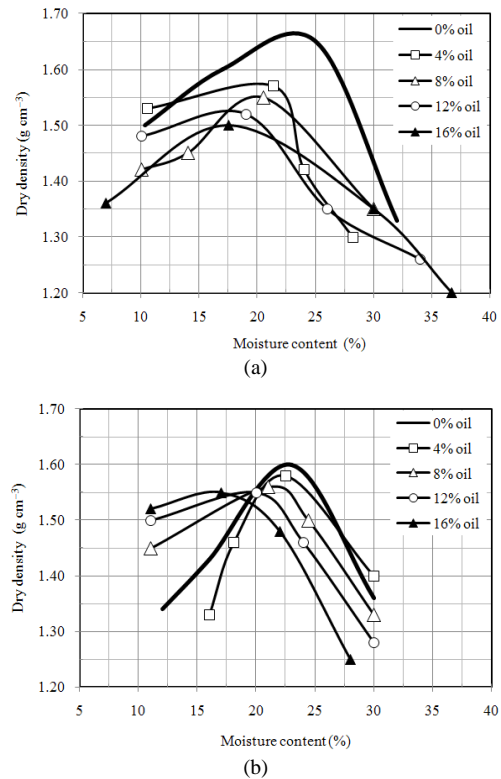 1.70
1.60
1.50
1.40
1.30
1.20
Dry density (g cm⁻³)
0% oil
4% oil
8% oil
12% oil
16% oil
5 10 15 20 25 30 35 40
Moisture content (%)
(a)
1.70
1.60
1.50
1.40
1.30
1.20
Dry density (g cm⁻³)
0% oil
4% oil
8% oil
12% oil
16% oil
5 10 15 20 25 30 35 40
Moisture content (%)
(b)